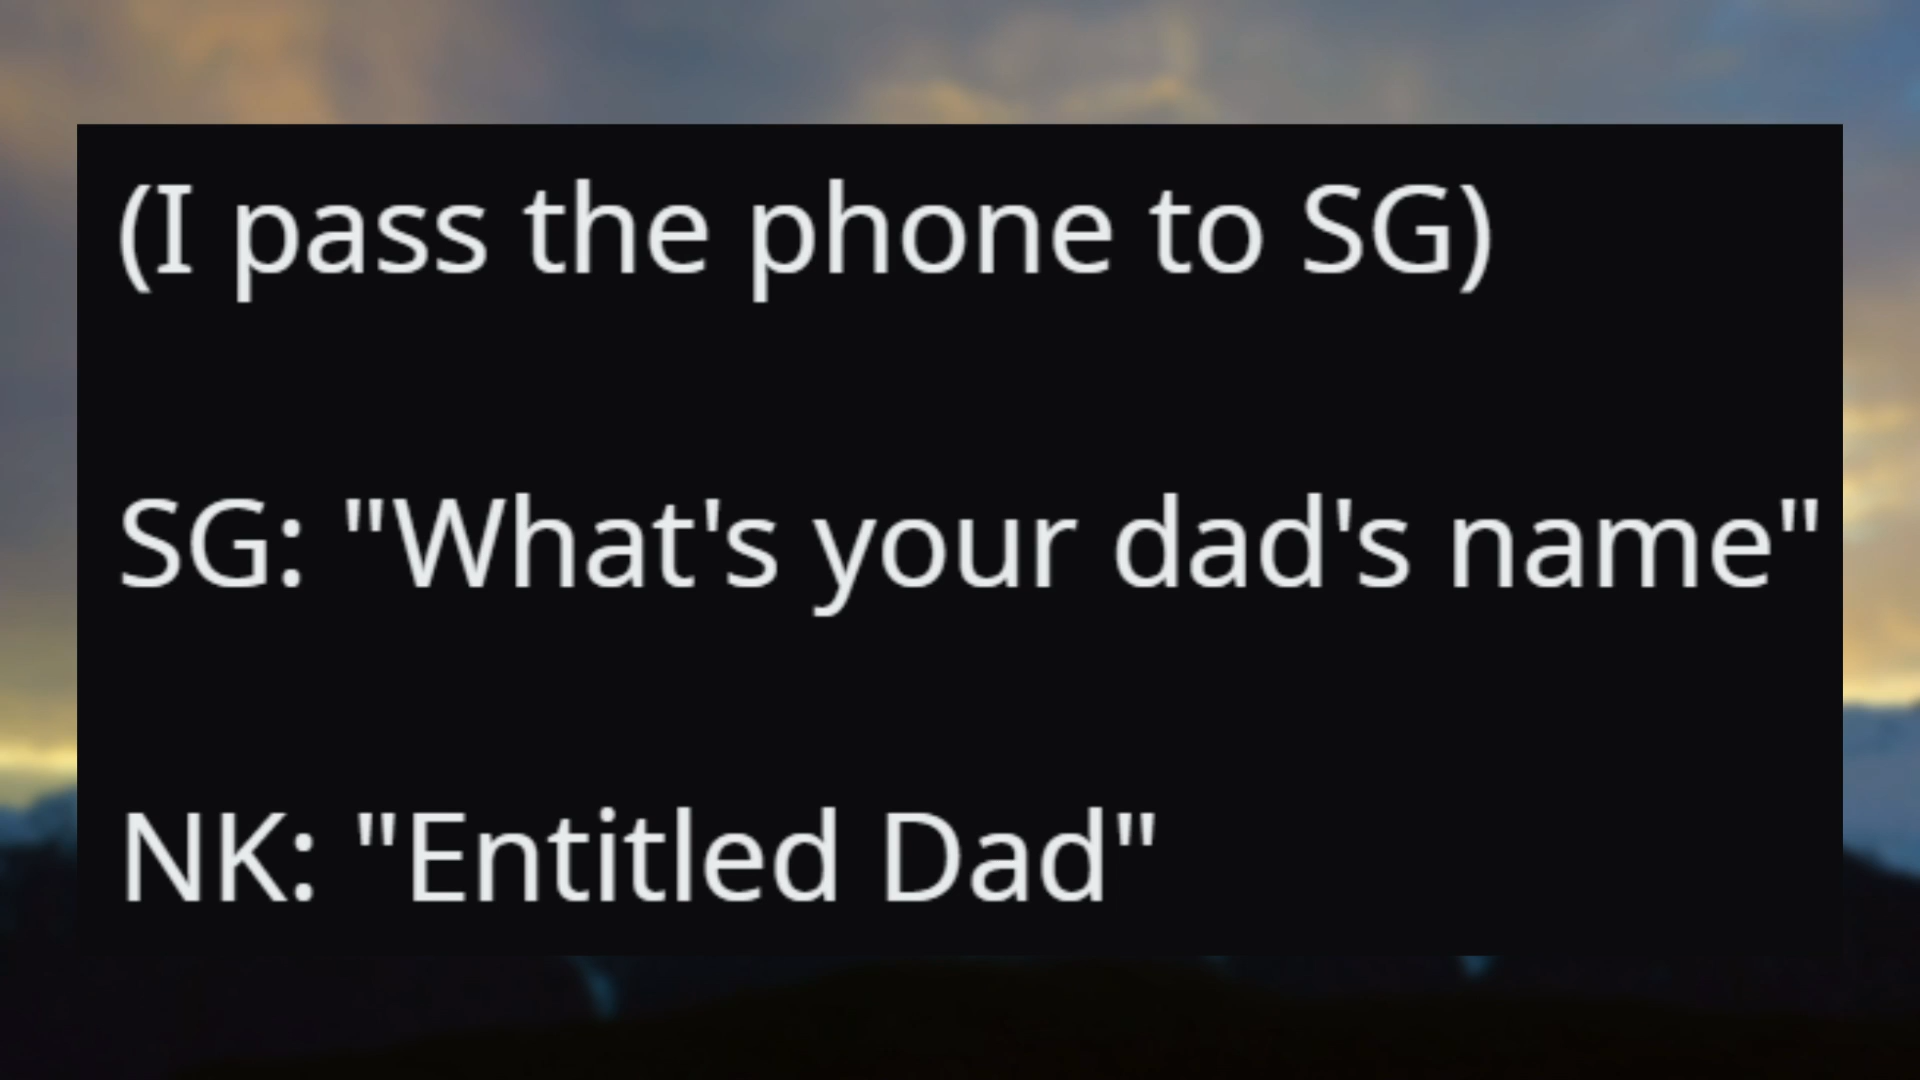 (I pass the phone to SG)
SG: "What's your dad's name"
NK: "Entitled Dad"